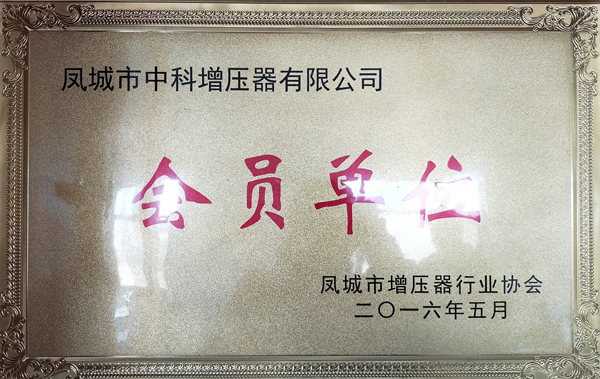 凤城市中科增压器有限公司
会员单位
凤城市增压器行业协会
二〇一六年五月